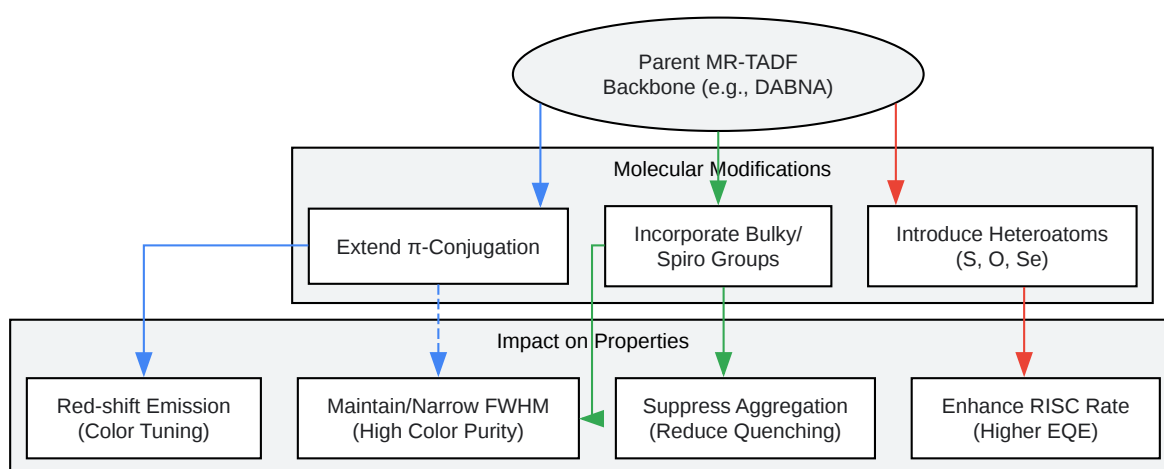 Parent MR-TADF
Backbone (e.g., DABNA)
Molecular Modifications
Extend π-Conjugation
Incorporate Bulky/
Spiro Groups
Introduce Heteroatoms
(S, O, Se)
Impact on Properties
Red-shift Emission
(Color Tuning)
Maintain/Narrow FWHM
(High Color Purity)
Suppress Aggregation
(Reduce Quenching)
Enhance RISC Rate
(Higher EQE)